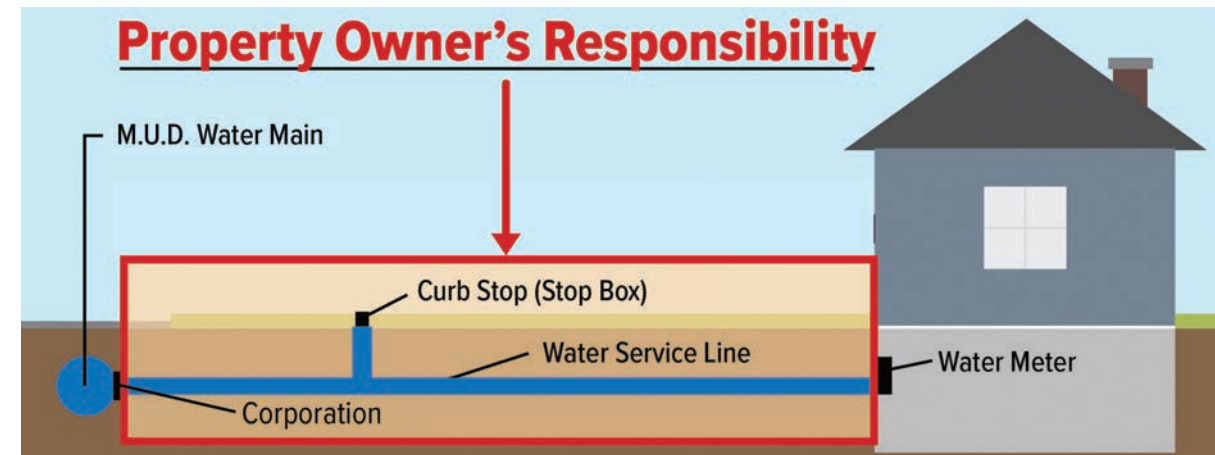 Property Owner’s Responsibility
M.U.D. Water Main
Curb Stop (Stop Box)
Water Service Line
Water Meter
Corporation